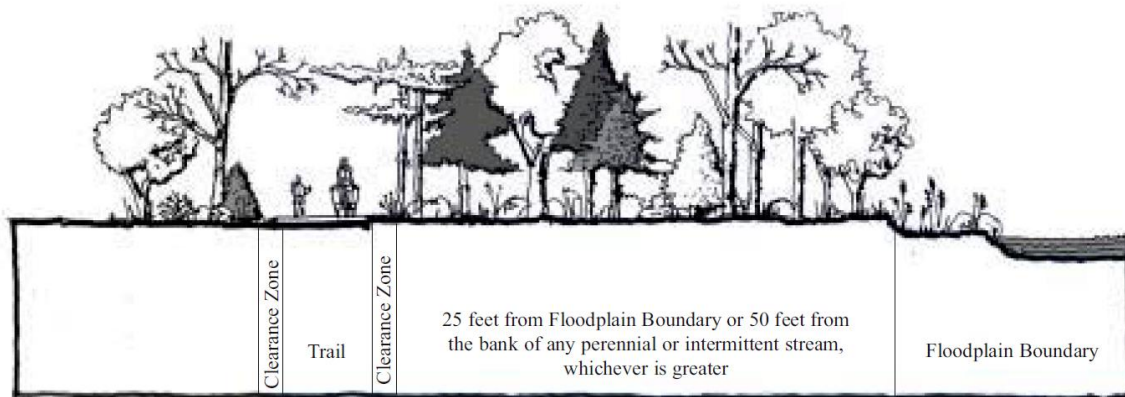 Clearance Zone
Trail
Clearance Zone
25 feet from Floodplain Boundary or 50 feet from
the bank of any perennial or intermittent stream,
whichever is greater
Floodplain Boundary